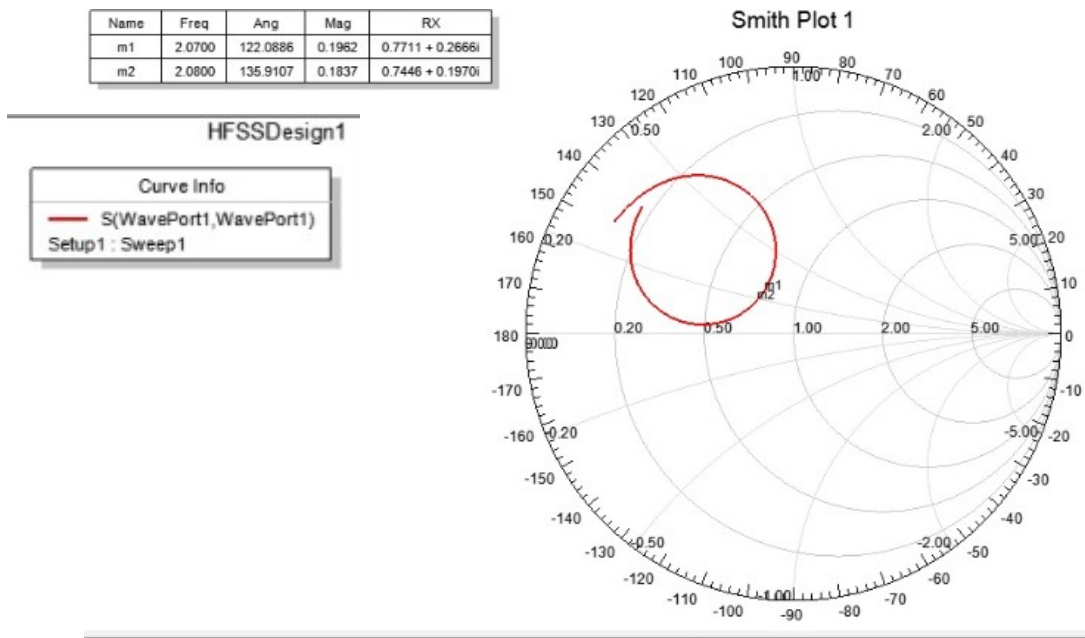 Name Freq Ang Mag RX
m1 2.0700 122.0886 0.1962 0.7711 + 0.2666i
m2 2.0800 135.9107 0.1837 0.7446 + 0.1970i
HFSSDesign1
Curve Info
S(WavePort1,WavePort1)
Setup1 : Sweep1
Smith Plot 1
90
100 80
1.00
110 70
120 60
130 0.50 2.00 50
140 40
150 30
160 0.20 5.00 20
170 10
m1
m2
180 0.20 0.50 1.00 2.00 5.00 0
-170 -10
-160 -0.20 -5.00 -20
-150 -30
-140 -40
-130 -0.50 -2.00 -50
-120 -60
-110 -1.00 -70
-100 -80
-90